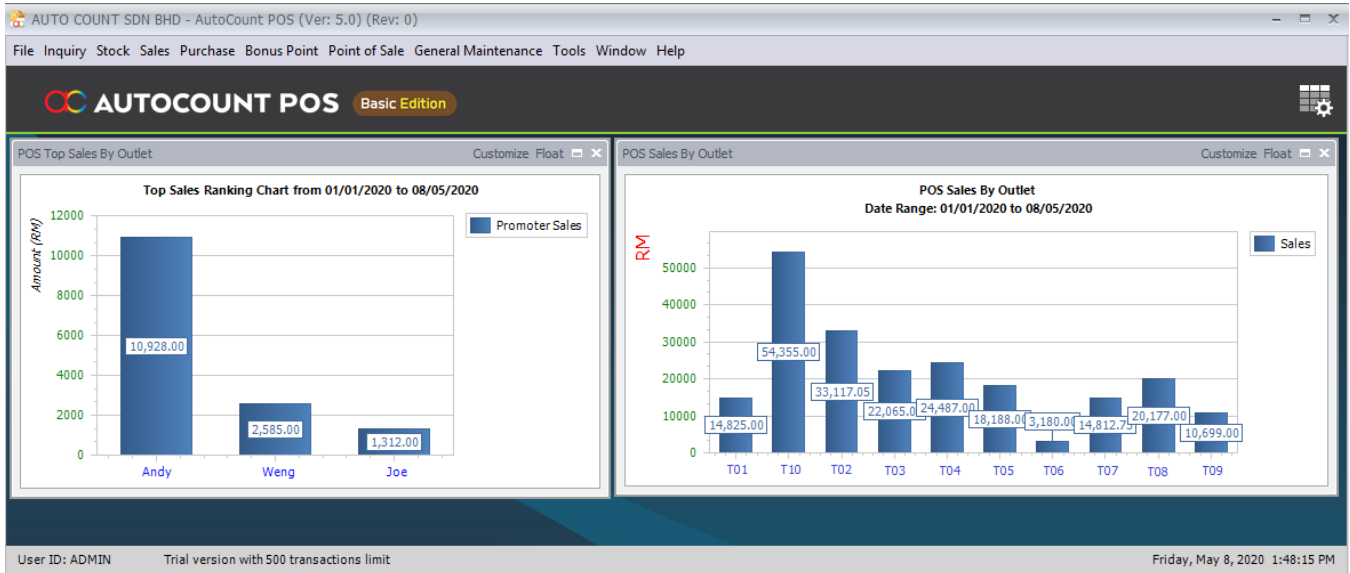 AUTO COUNT SDN BHD - AutoCount POS (Ver: 5.0) (Rev: 0)
File Inquiry Stock Sales Purchase Bonus Point Point of Sale General Maintenance Tools Window Help
AUTOCOUNT POS Basic Edition
POS Top Sales By Outlet Customize Float
Top Sales Ranking Chart from 01/01/2020 to 08/05/2020
Amount (RM)
12000
10000
8000
6000
4000
2000
0
10,928.00
2,585.00
1,312.00
Andy Weng Joe
Promoter Sales
POS Sales By Outlet Customize Float
POS Sales By Outlet
Date Range: 01/01/2020 to 08/05/2020
RM
50000
40000
30000
20000
10000
0
14,825.00 54,355.00 33,117.05 22,065.0 24,487.00 18,188.0 3,180.00 14,812.75 20,177.00 10,699.00
T01 T10 T02 T03 T04 T05 T06 T07 T08 T09
Sales
User ID: ADMIN Trial version with 500 transactions limit Friday, May 8, 2020 1:48:15 PM